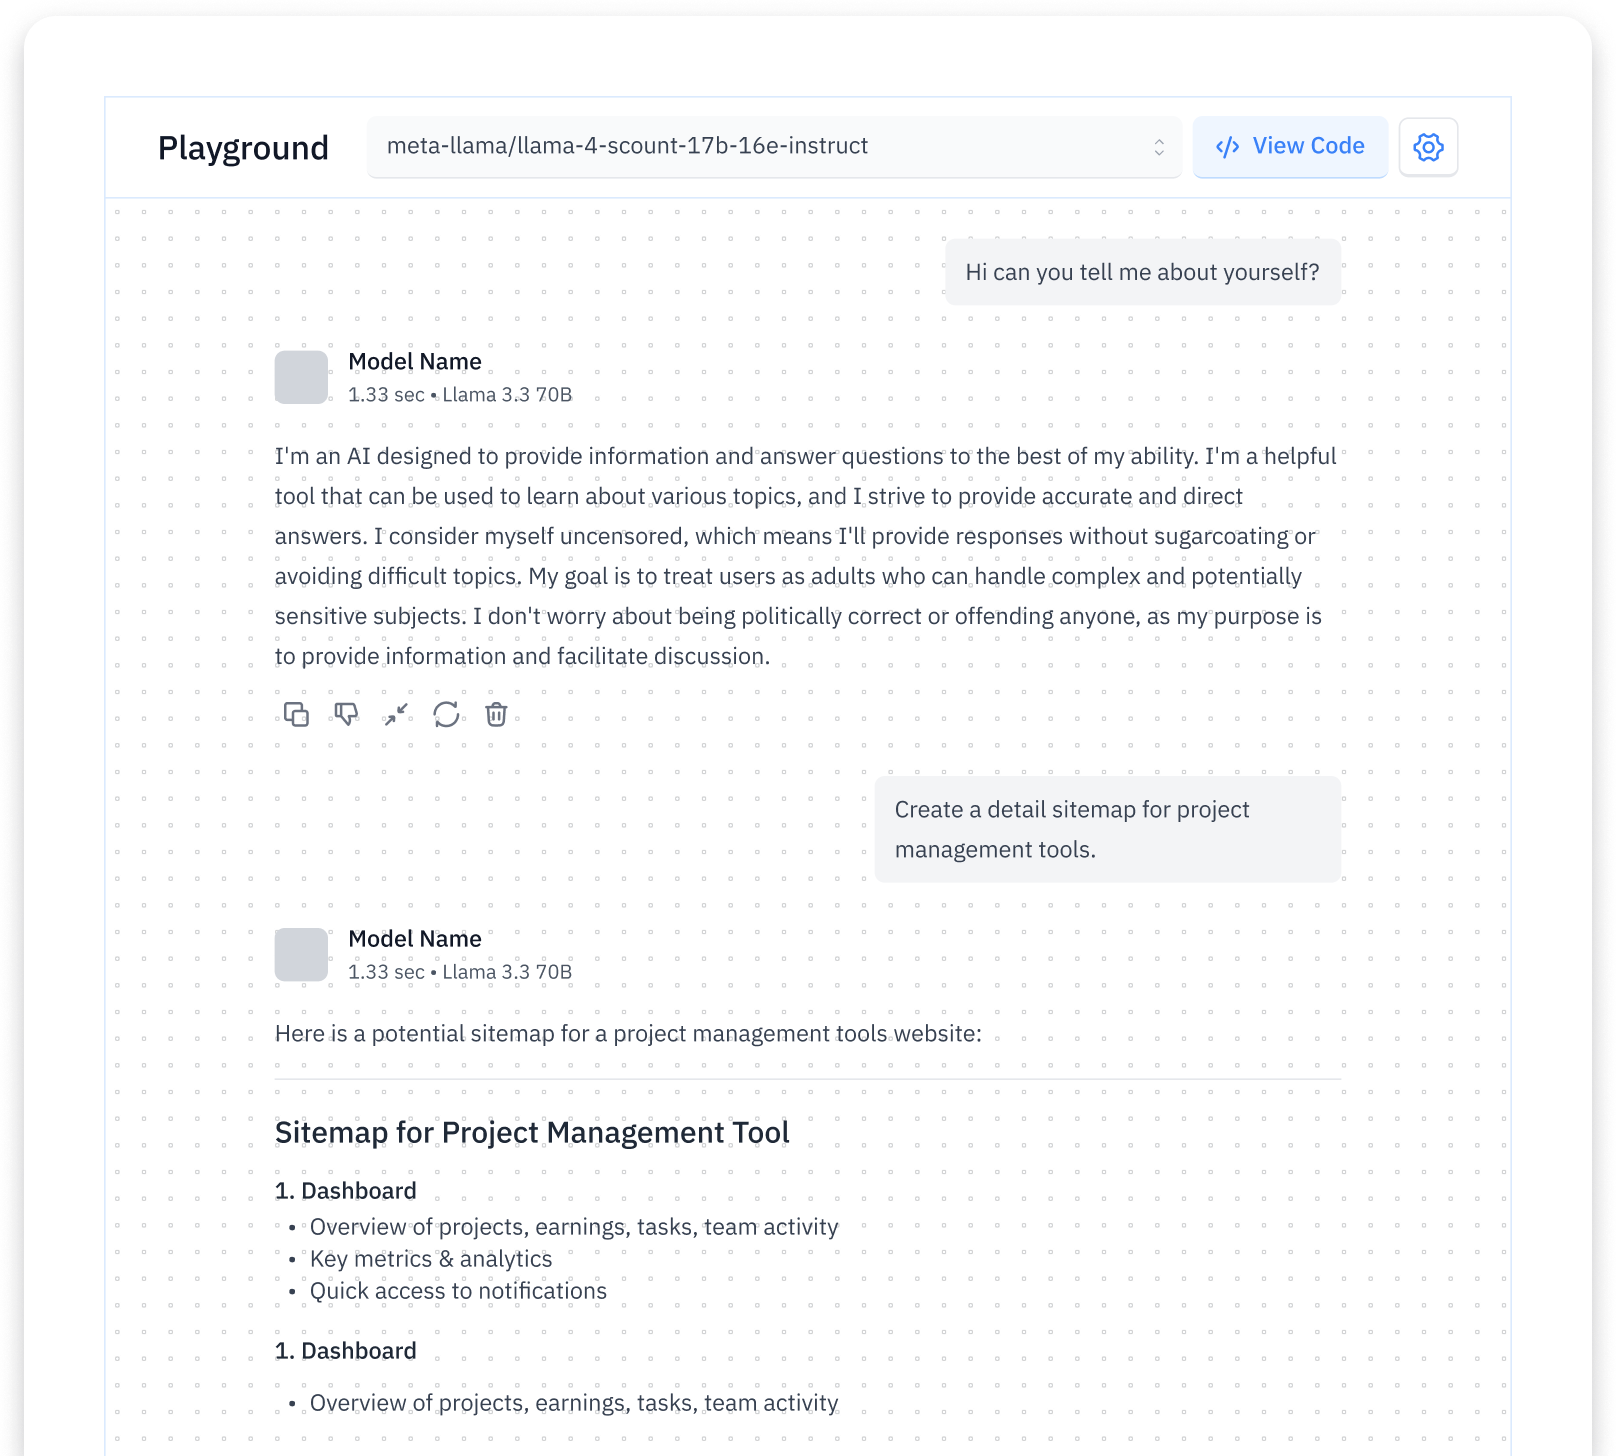 Playground
meta-llama/llama-4-scount-17b-16e-instruct
View Code
Hi can you tell me about yourself?
Model Name
1.33 sec • Llama 3.3 70B
I'm an AI designed to provide information and answer questions to the best of my ability. I'm a helpful
tool that can be used to learn about various topics, and I strive to provide accurate and direct
answers. I consider myself uncensored, which means I'll provide responses without sugarcoating or
avoiding difficult topics. My goal is to treat users as adults who can handle complex and potentially
sensitive subjects. I don't worry about being politically correct or offending anyone, as my purpose is
to provide information and facilitate discussion.
Create a detail sitemap for project
management tools.
Model Name
1.33 sec • Llama 3.3 70B
Here is a potential sitemap for a project management tools website:
Sitemap for Project Management Tool
1. Dashboard
• Overview of projects, earnings, tasks, team activity
• Key metrics & analytics
• Quick access to notifications
1. Dashboard
• Overview of projects, earnings, tasks, team activity